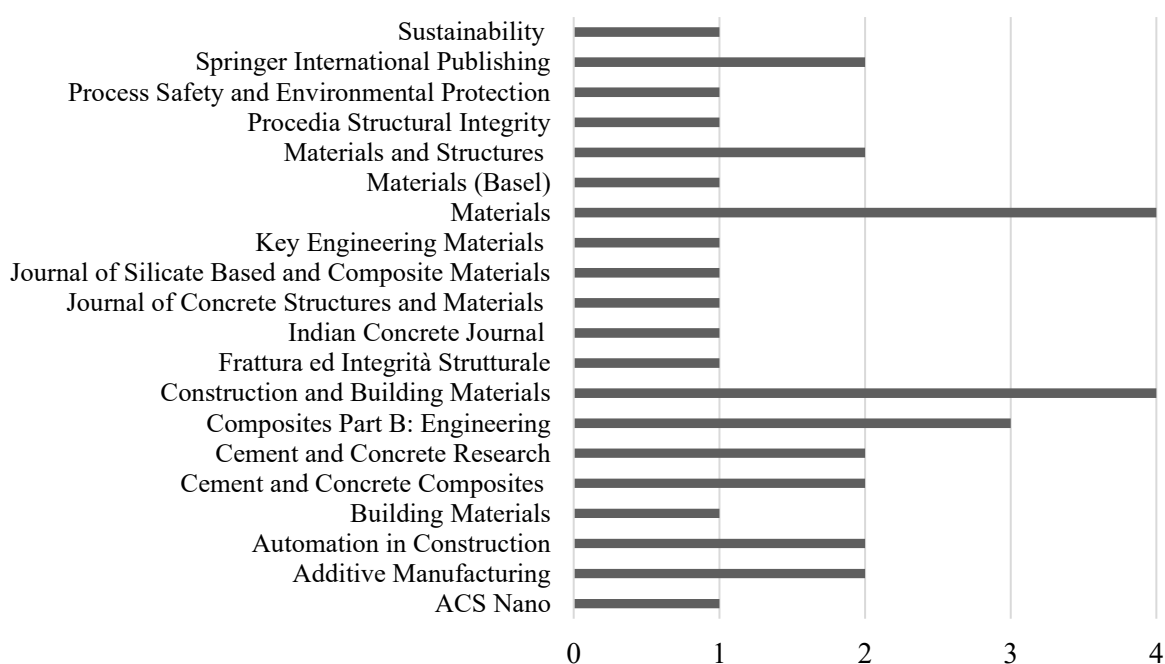 Sustainability
Springer International Publishing
Process Safety and Environmental Protection
Procedia Structural Integrity
Materials and Structures
Materials (Basel)
Materials
Key Engineering Materials
Journal of Silicate Based and Composite Materials
Journal of Concrete Structures and Materials
Indian Concrete Journal
Frattura ed Integrità Strutturale
Construction and Building Materials
Composites Part B: Engineering
Cement and Concrete Research
Cement and Concrete Composites
Building Materials
Automation in Construction
Additive Manufacturing
ACS Nano
0 1 2 3 4